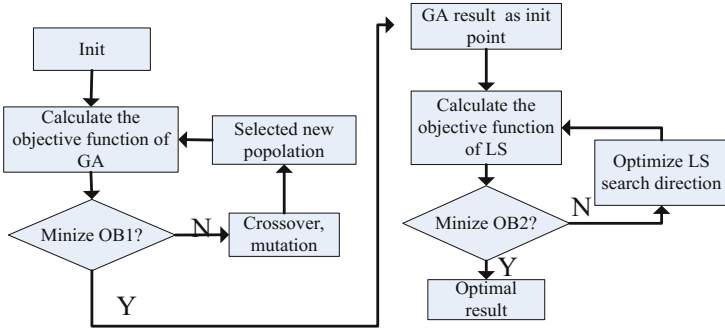 Init
Calculate the
objective function of
GA
Minize OB1?
N
Crossover,
mutation
Selected new
popolation
Y
GA result as init
point
Calculate the
objective function
of LS
Minize OB2?
N
Optimize LS
search direction
Y
Optimal
result